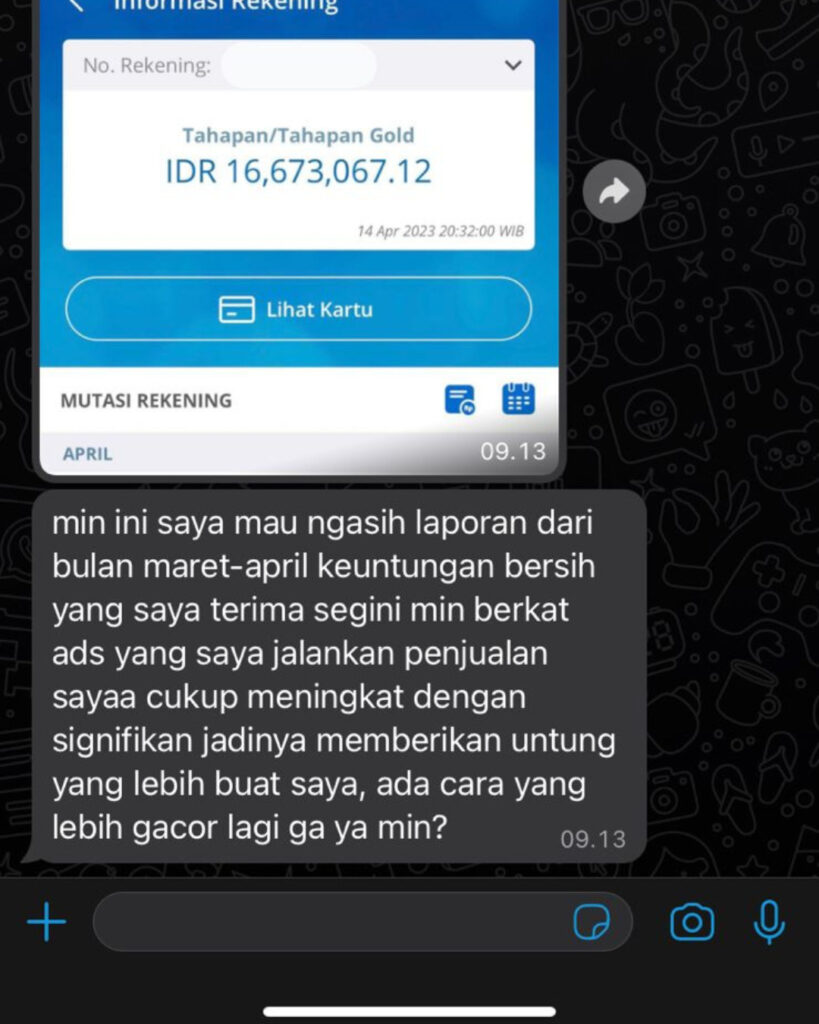 Informasi Rekening
No. Rekening:
Tahapan/Tahapan Gold
IDR 16,673,067.12
14 Apr 2023 20:32:00 WIB
Lihat Kartu
MUTASI REKENING
APRIL
09.13
min ini saya mau ngasih laporan dari
bulan maret-april keuntungan bersih
yang saya terima segini min berkat
ads yang saya jalankan penjualan
sayaa cukup meningkat dengan
signifikan jadinya memberikan untung
yang lebih buat saya, ada cara yang
lebih gacor lagi ga ya min?
09.13